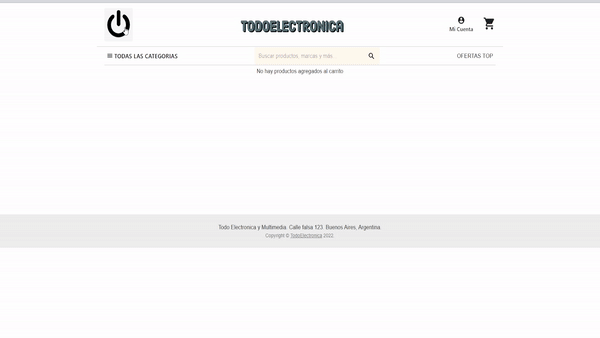 TODOELECTRONICA
Mi Cuenta
TODAS LAS CATEGORIAS
Buscar productos, marcas y más
OFERTAS TOP
No hay productos agregados al carrito
Todo Electronica y Multimedia. Calle falsa 123. Buenos Aires, Argentina.
Copyright © TodoElectronica 2022.